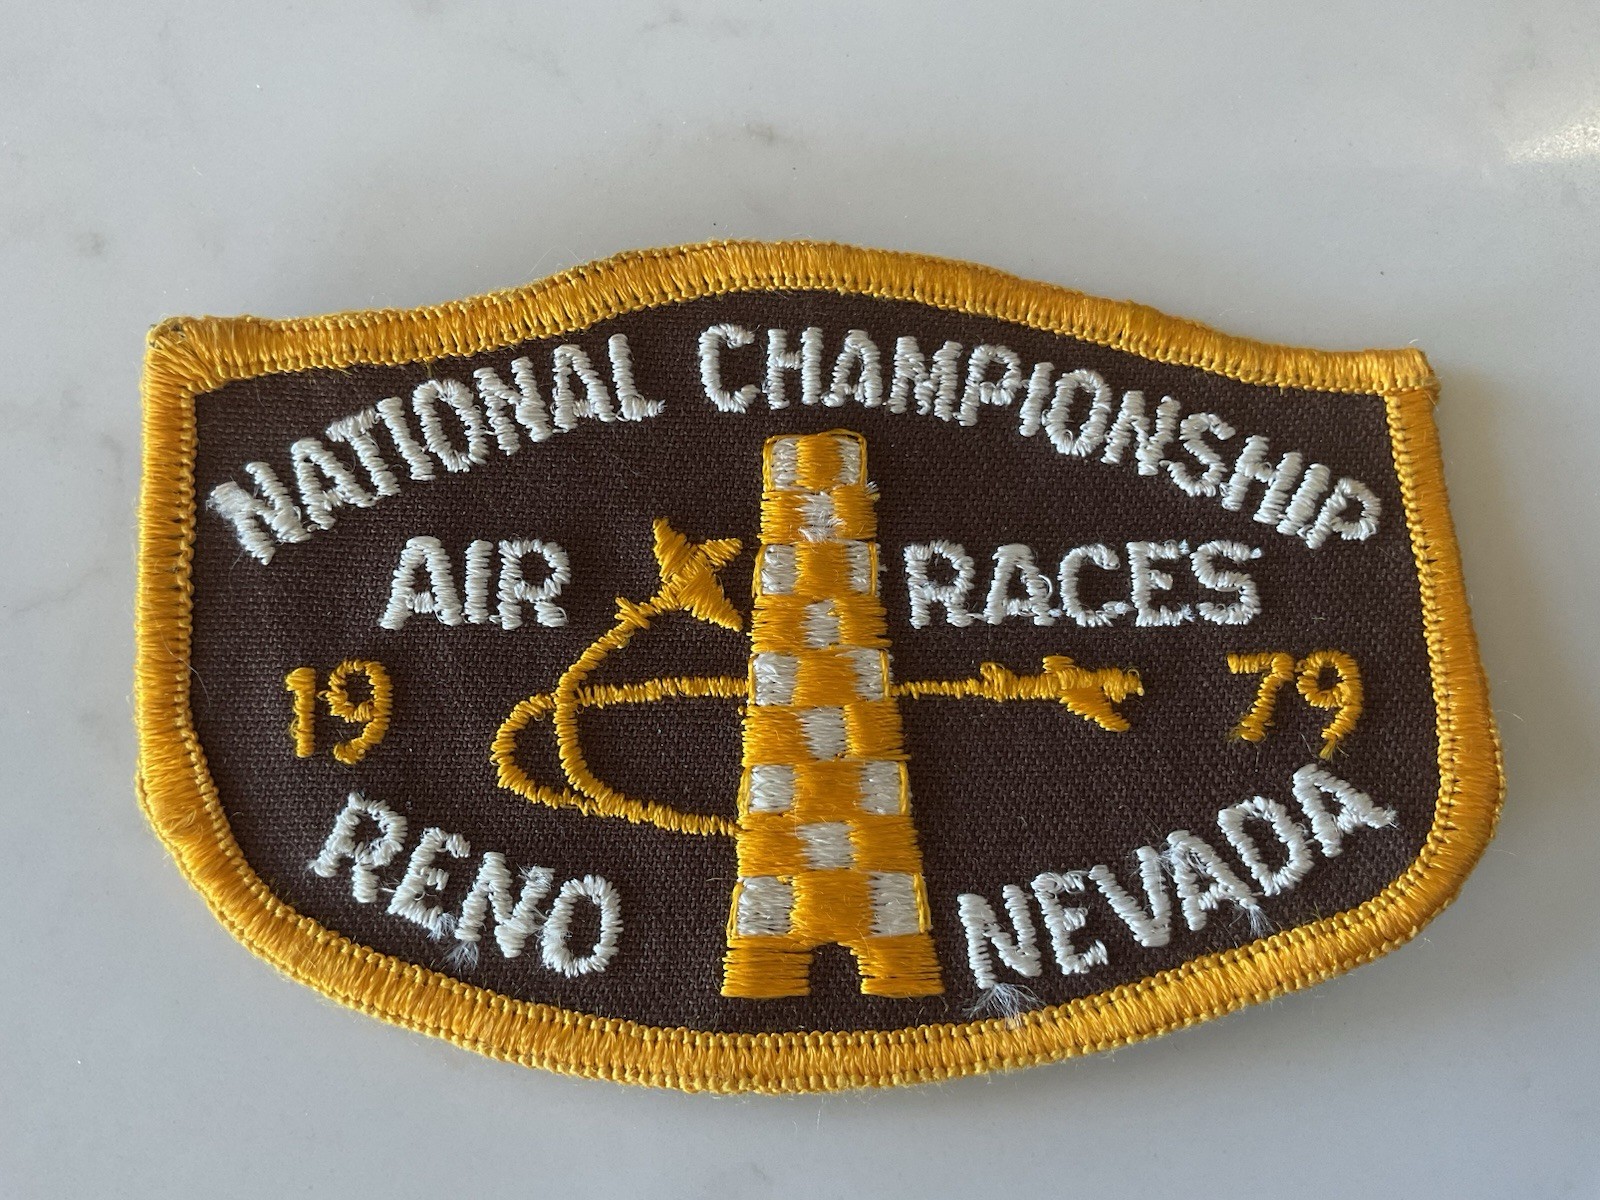 NATIONAL CHAMPIONSHIP
AIR RACES
19 79
RENO NEVADA